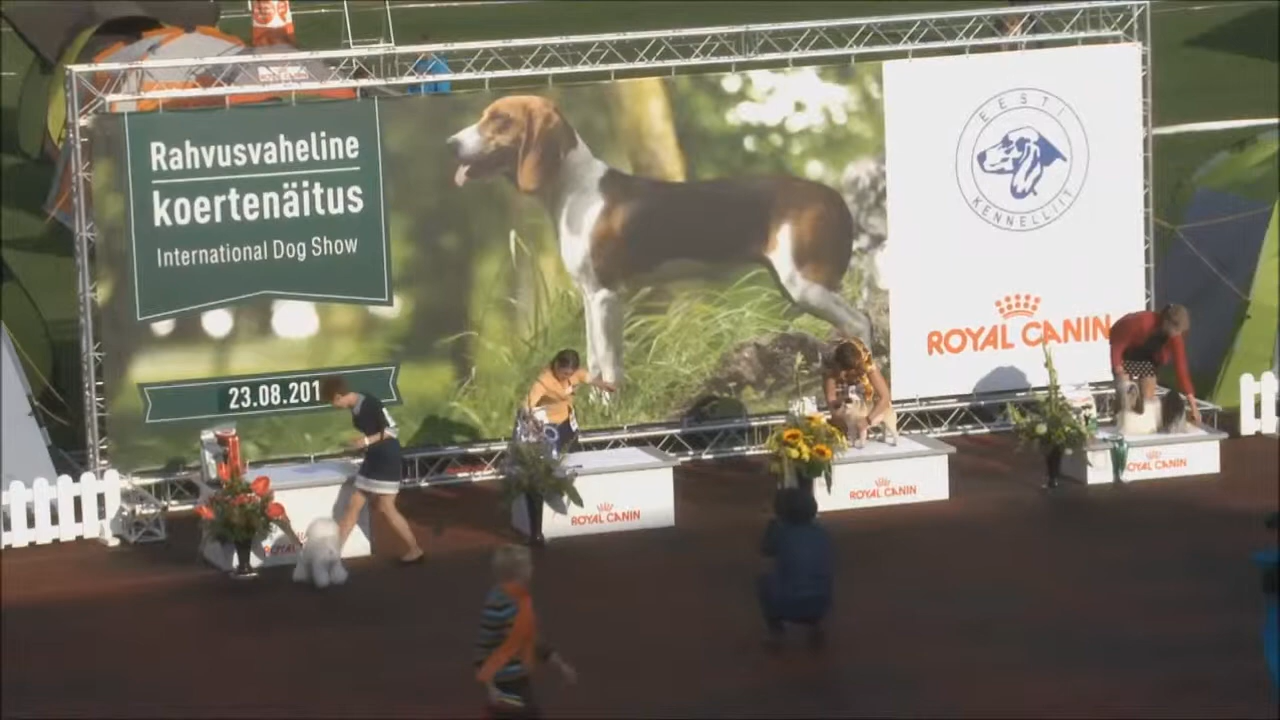 Rahvusvaheline
koertenäitus
International Dog Show
23.08.201
EESTI
KENNELLIIT
ROYAL CANIN
ROYAL CANIN
ROYAL CANIN
ROYAL CANIN